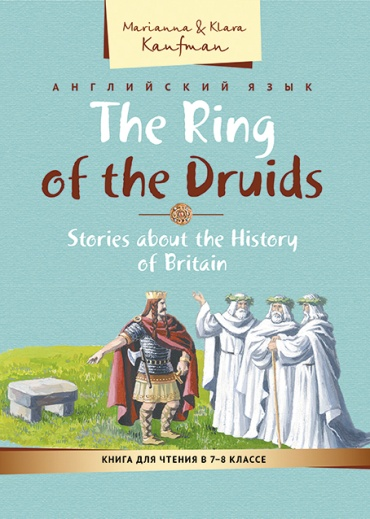 Marianna & Klara
Kaufman
АНГЛИЙСКИЙ ЯЗЫК
The Ring
of the Druids
Stories about the History
of Britain
КНИГА ДЛЯ ЧТЕНИЯ В 7–8 КЛАССЕ